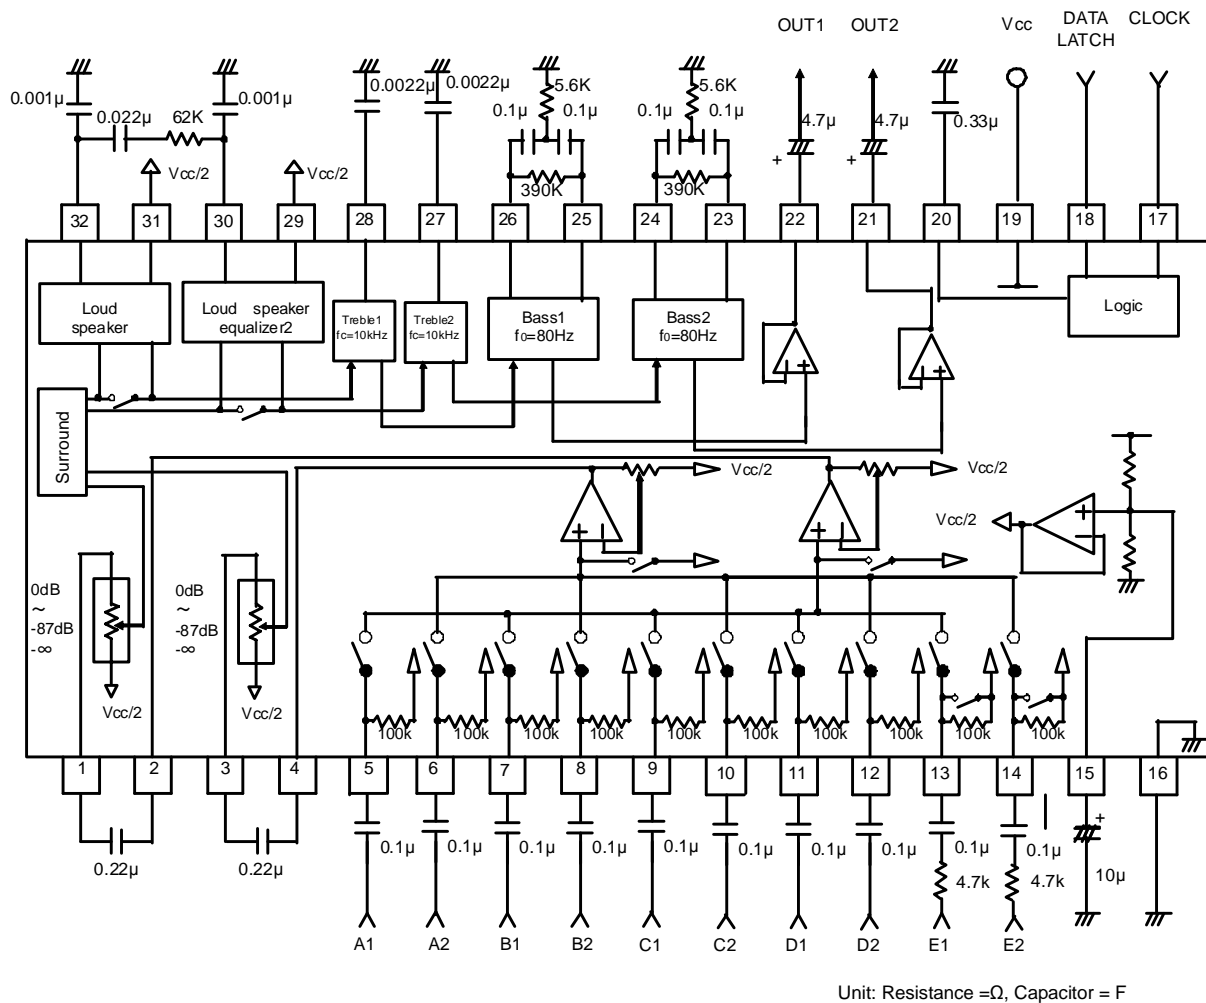 OUT1 OUT2 Vcc DATA LATCH CLOCK
0.001μ 0.022μ 62K 0.001μ 0.0022μ 0.0022μ 5.6K 0.1μ 0.1μ 5.6K 0.1μ 0.1μ 4.7μ + 4.7μ + 0.33μ
Vcc/2 Vcc/2 390K 390K
32 31 30 29 28 27 26 25 24 23 22 21 20 19 18 17
Loud speaker
Loud speaker equalizer2
Treble1 fc=10kHz
Treble2 fc=10kHz
Bass1 f0=80Hz
Bass2 f0=80Hz
Logic
Surround
Vcc/2 Vcc/2 Vcc/2
0dB ~ -87dB -∞
0dB ~ -87dB -∞
Vcc/2 Vcc/2
100k 100k 100k 100k 100k 100k 100k 100k 100k 100k
1 2 3 4 5 6 7 8 9 10 11 12 13 14 15 16
0.22μ 0.22μ 0.1μ 0.1μ 0.1μ 0.1μ 0.1μ 0.1μ 0.1μ 0.1μ 0.1μ 0.1μ +
4.7k 4.7k 10μ
A1 A2 B1 B2 C1 C2 D1 D2 E1 E2
Unit: Resistance =Ω, Capacitor = F